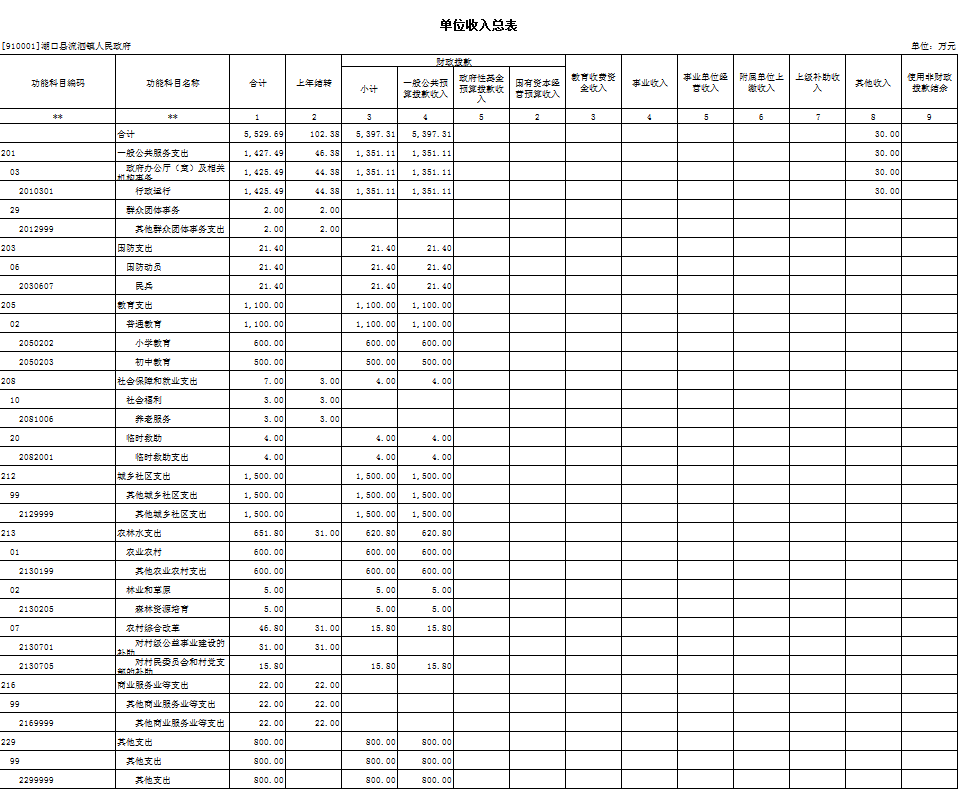 单位收入总表
[910001]湖口县流泗镇人民政府 单位：万元
功能科目编码 功能科目名称 合计 上年结转 财政拨款 教育收费资金收入 事业收入 事业单位经营收入 附属单位上缴收入 上级补助收入 其他收入 使用非财政拨款结余
小计 一般公共预算拨款收入 政府性基金预算拨款收入 国有资本经营预算收入
** ** 1 2 3 4 5 2 3 4 5 6 7 8 9
合计 5,529.69 102.38 5,397.31 5,397.31 30.00
201 一般公共服务支出 1,427.49 46.38 1,351.11 1,351.11 30.00
03 政府办公厅（室）及相关机构事务 1,425.49 44.38 1,351.11 1,351.11 30.00
2010301 行政运行 1,425.49 44.38 1,351.11 1,351.11 30.00
29 群众团体事务 2.00 2.00
2012999 其他群众团体事务支出 2.00 2.00
203 国防支出 21.40 21.40 21.40
06 国防动员 21.40 21.40 21.40
2030607 民兵 21.40 21.40 21.40
205 教育支出 1,100.00 1,100.00 1,100.00
02 普通教育 1,100.00 1,100.00 1,100.00
2050202 小学教育 600.00 600.00 600.00
2050203 初中教育 500.00 500.00 500.00
208 社会保障和就业支出 7.00 3.00 4.00 4.00
10 社会福利 3.00 3.00
2081006 养老服务 3.00 3.00
20 临时救助 4.00 4.00 4.00
2082001 临时救助支出 4.00 4.00 4.00
212 城乡社区支出 1,500.00 1,500.00 1,500.00
99 其他城乡社区支出 1,500.00 1,500.00 1,500.00
2129999 其他城乡社区支出 1,500.00 1,500.00 1,500.00
213 农林水支出 651.80 31.00 620.80 620.80
01 农业农村 600.00 600.00 600.00
2130199 其他农业农村支出 600.00 600.00 600.00
02 林业和草原 5.00 5.00 5.00
2130205 森林资源培育 5.00 5.00 5.00
07 农村综合改革 46.80 31.00 15.80 15.80
2130701 对村级公益事业建设的补助 31.00 31.00
2130705 对村民委员会和村党支部的补助 15.80 15.80 15.80
216 商业服务业等支出 22.00 22.00
99 其他商业服务业等支出 22.00 22.00
2169999 其他商业服务业等支出 22.00 22.00
229 其他支出 800.00 800.00 800.00
99 其他支出 800.00 800.00 800.00
2299999 其他支出 800.00 800.00 800.00